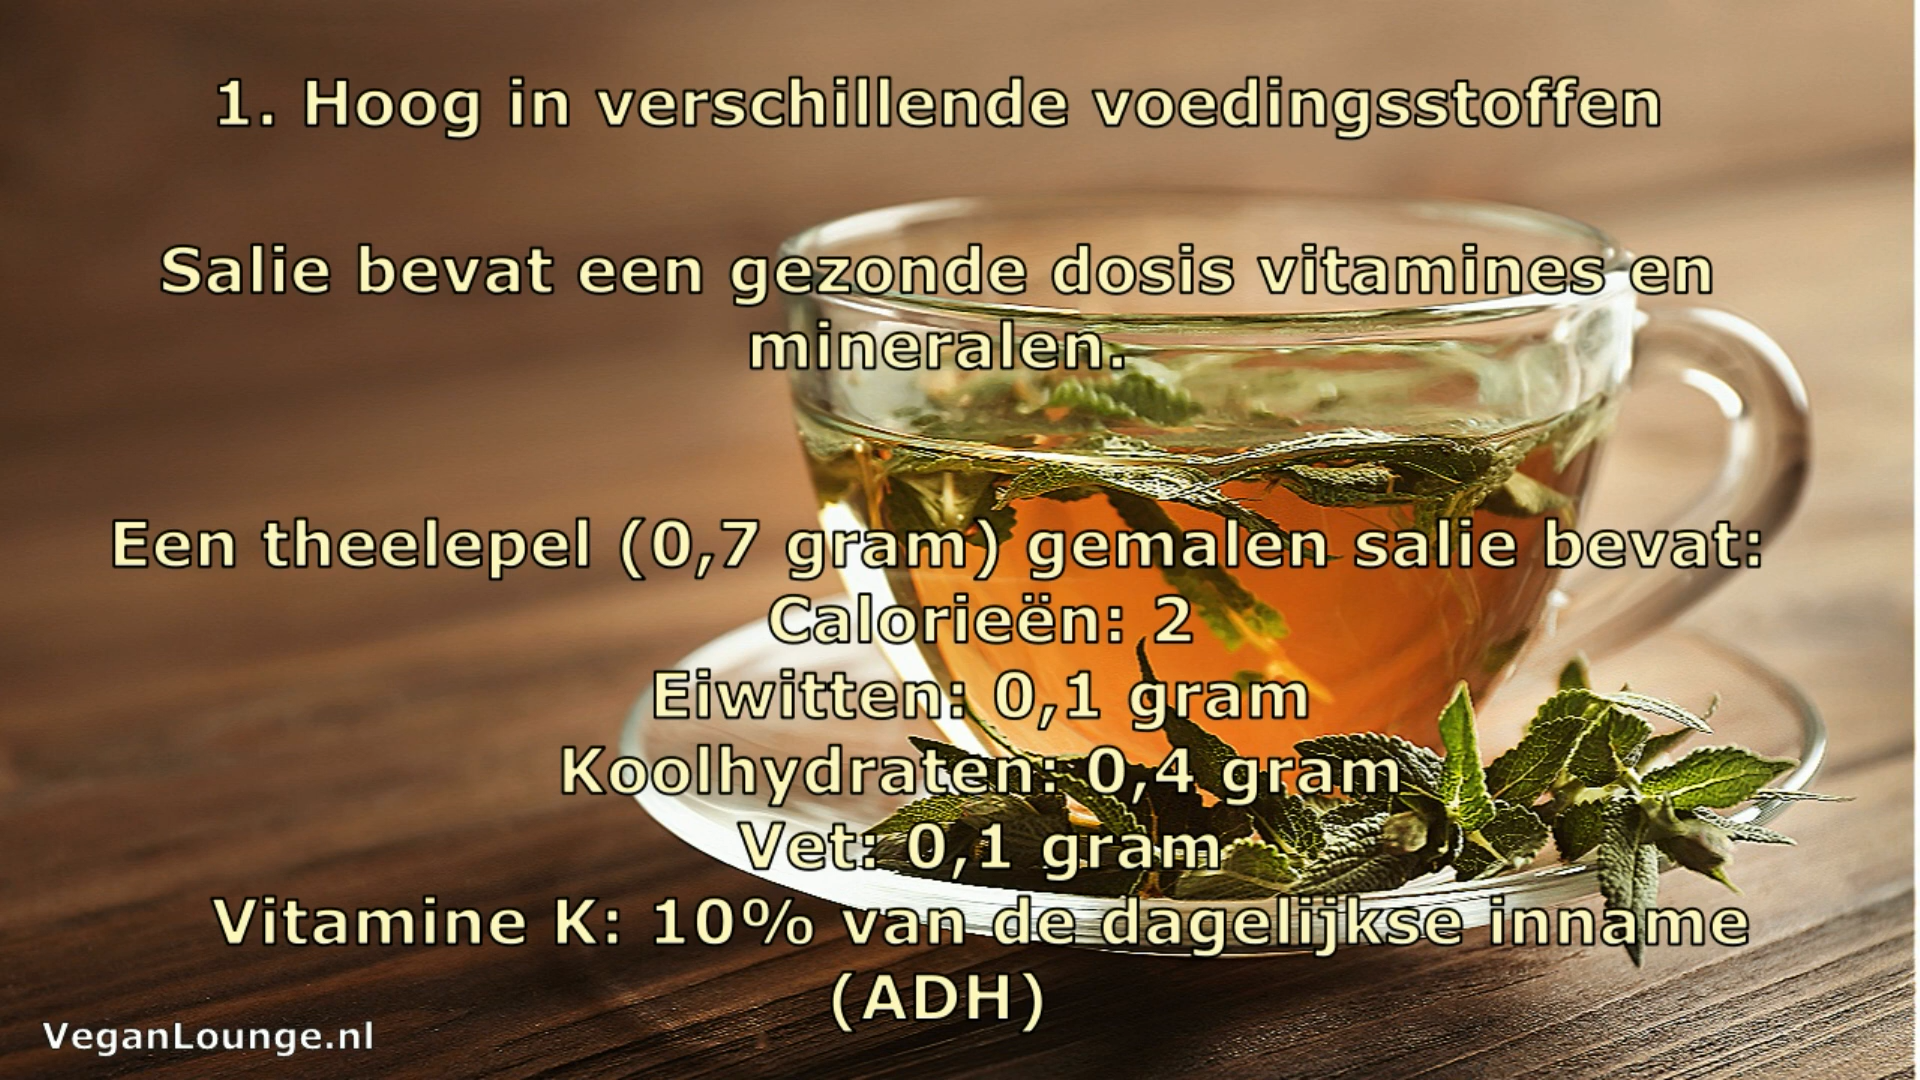 1. Hoog in verschillende voedingsstoffen
Salie bevat een gezonde dosis vitamines en
mineralen.
Een theelepel (0,7 gram) gemalen salie bevat:
Calorieën: 2
Eiwitten: 0,1 gram
Koolhydraten: 0,4 gram
Vet: 0,1 gram
Vitamine K: 10% van de dagelijkse inname
(ADH)
VeganLounge.nl